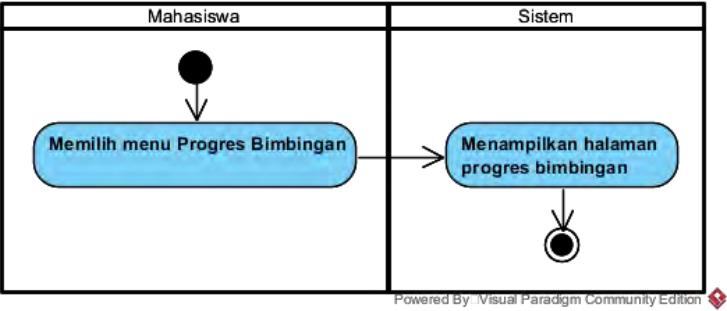 Mahasiswa
Sistem
Memilih menu Progres Bimbingan
Menampilkan halaman
progres bimbingan
Powered By Visual Paradigm Community Edition